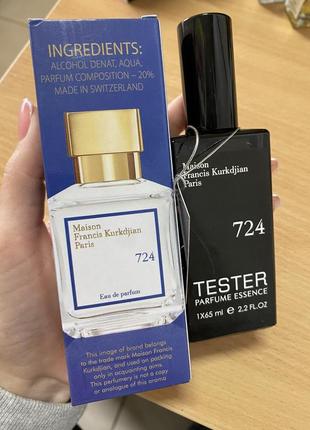 INGREDIENTS:
ALCOHOL DENAT, AQUA,
PARFUM COMPOSITION – 20%
MADE IN SWITZERLAND
Maison
Francis Kurkdjian
Paris
724
Eau de parfum
This image of brand belongs
to the trade mark Maison Francis
Kurkdjian, and used on packing
only in acquainting aims.
This perfumery is not a copy
or analogue of this aroma
Maison
Francis Kurkdjian
Paris
724
TESTER
PARFUME ESSENCE
1X65 ml e 2.2 FL.OZ